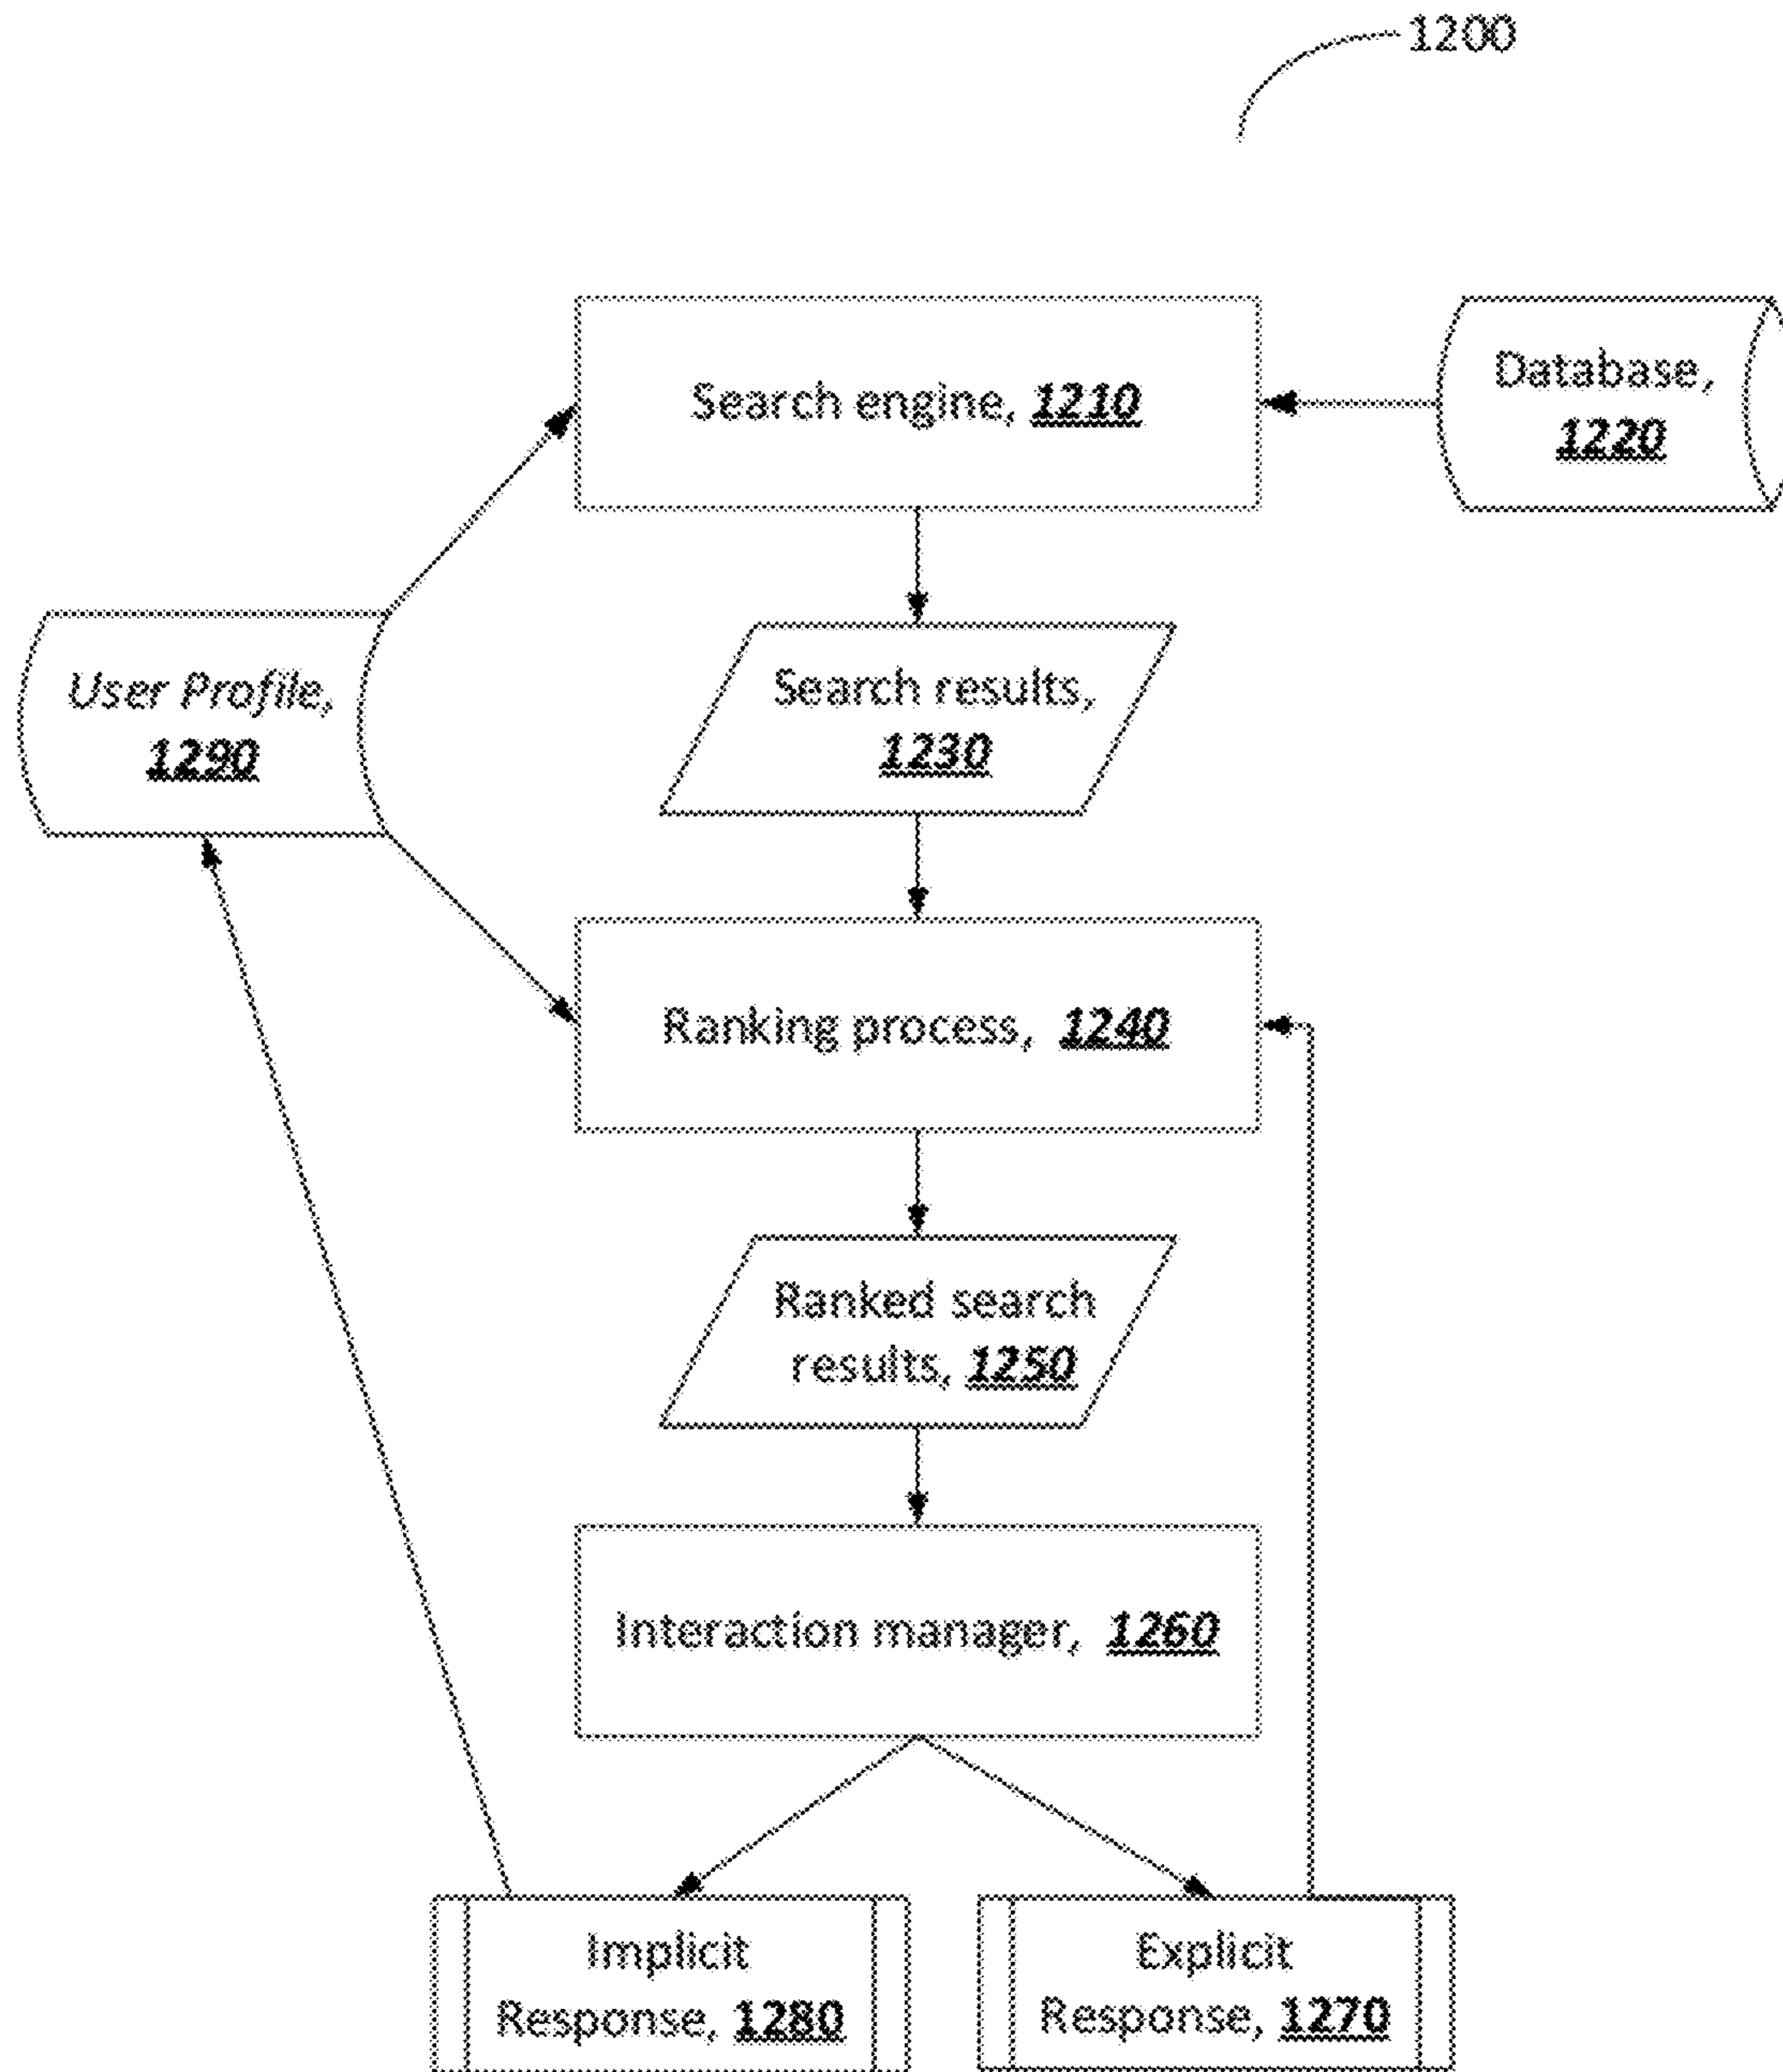 1200
Search engine, 1210
Database,
1220
User Profile,
1290
Search results,
1230
Ranking process, 1240
Ranked search
results, 1250
Interaction manager, 1260
Implicit
Response, 1280
Explicit
Response, 1270